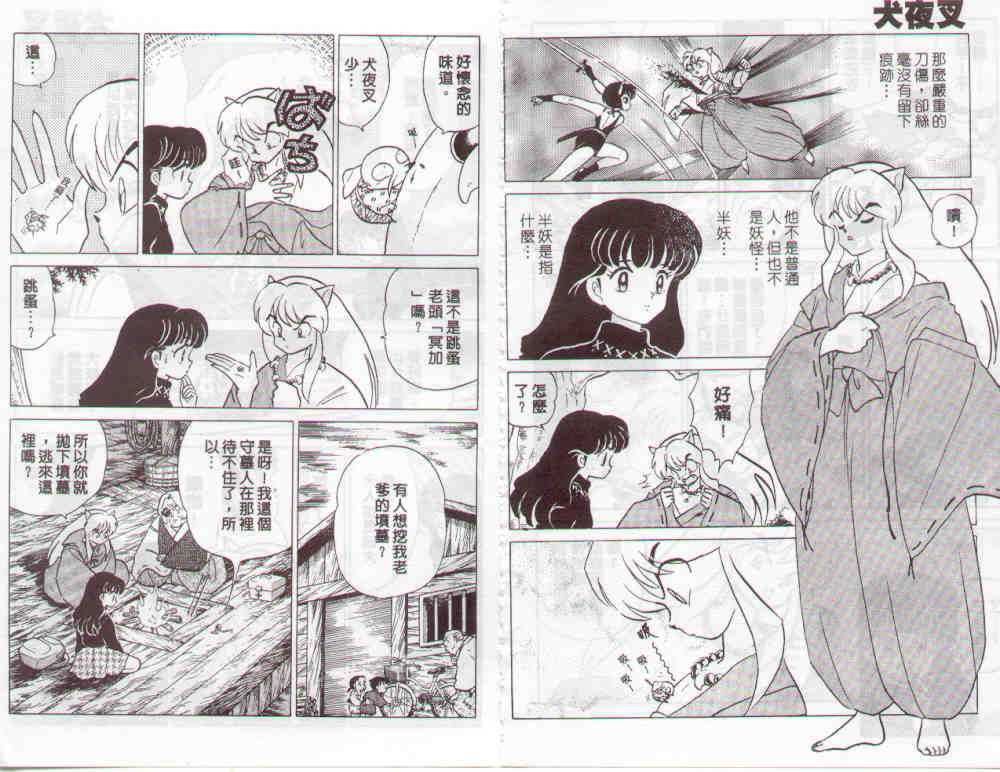 犬夜叉
那麼嚴重的
刀傷,卻絲
毫沒有留下
痕跡…
嘖!
他不是普通
人,但也不
是妖怪…
半妖…
半妖是指
什麼…
好痛!
怎麼
了?
吸…
吸…
好懷念的
味道。
犬夜叉
少…
ばち
哇!
這…
這不是跳蚤
老頭「冥加
」嗎?
跳蚤…?
有人想挖我老
爹的墳墓?
是呀!我這個
守墓人在那裡
待不住了,所
以…
所以你就
拋下墳墓
,逃來這
裡嗎?